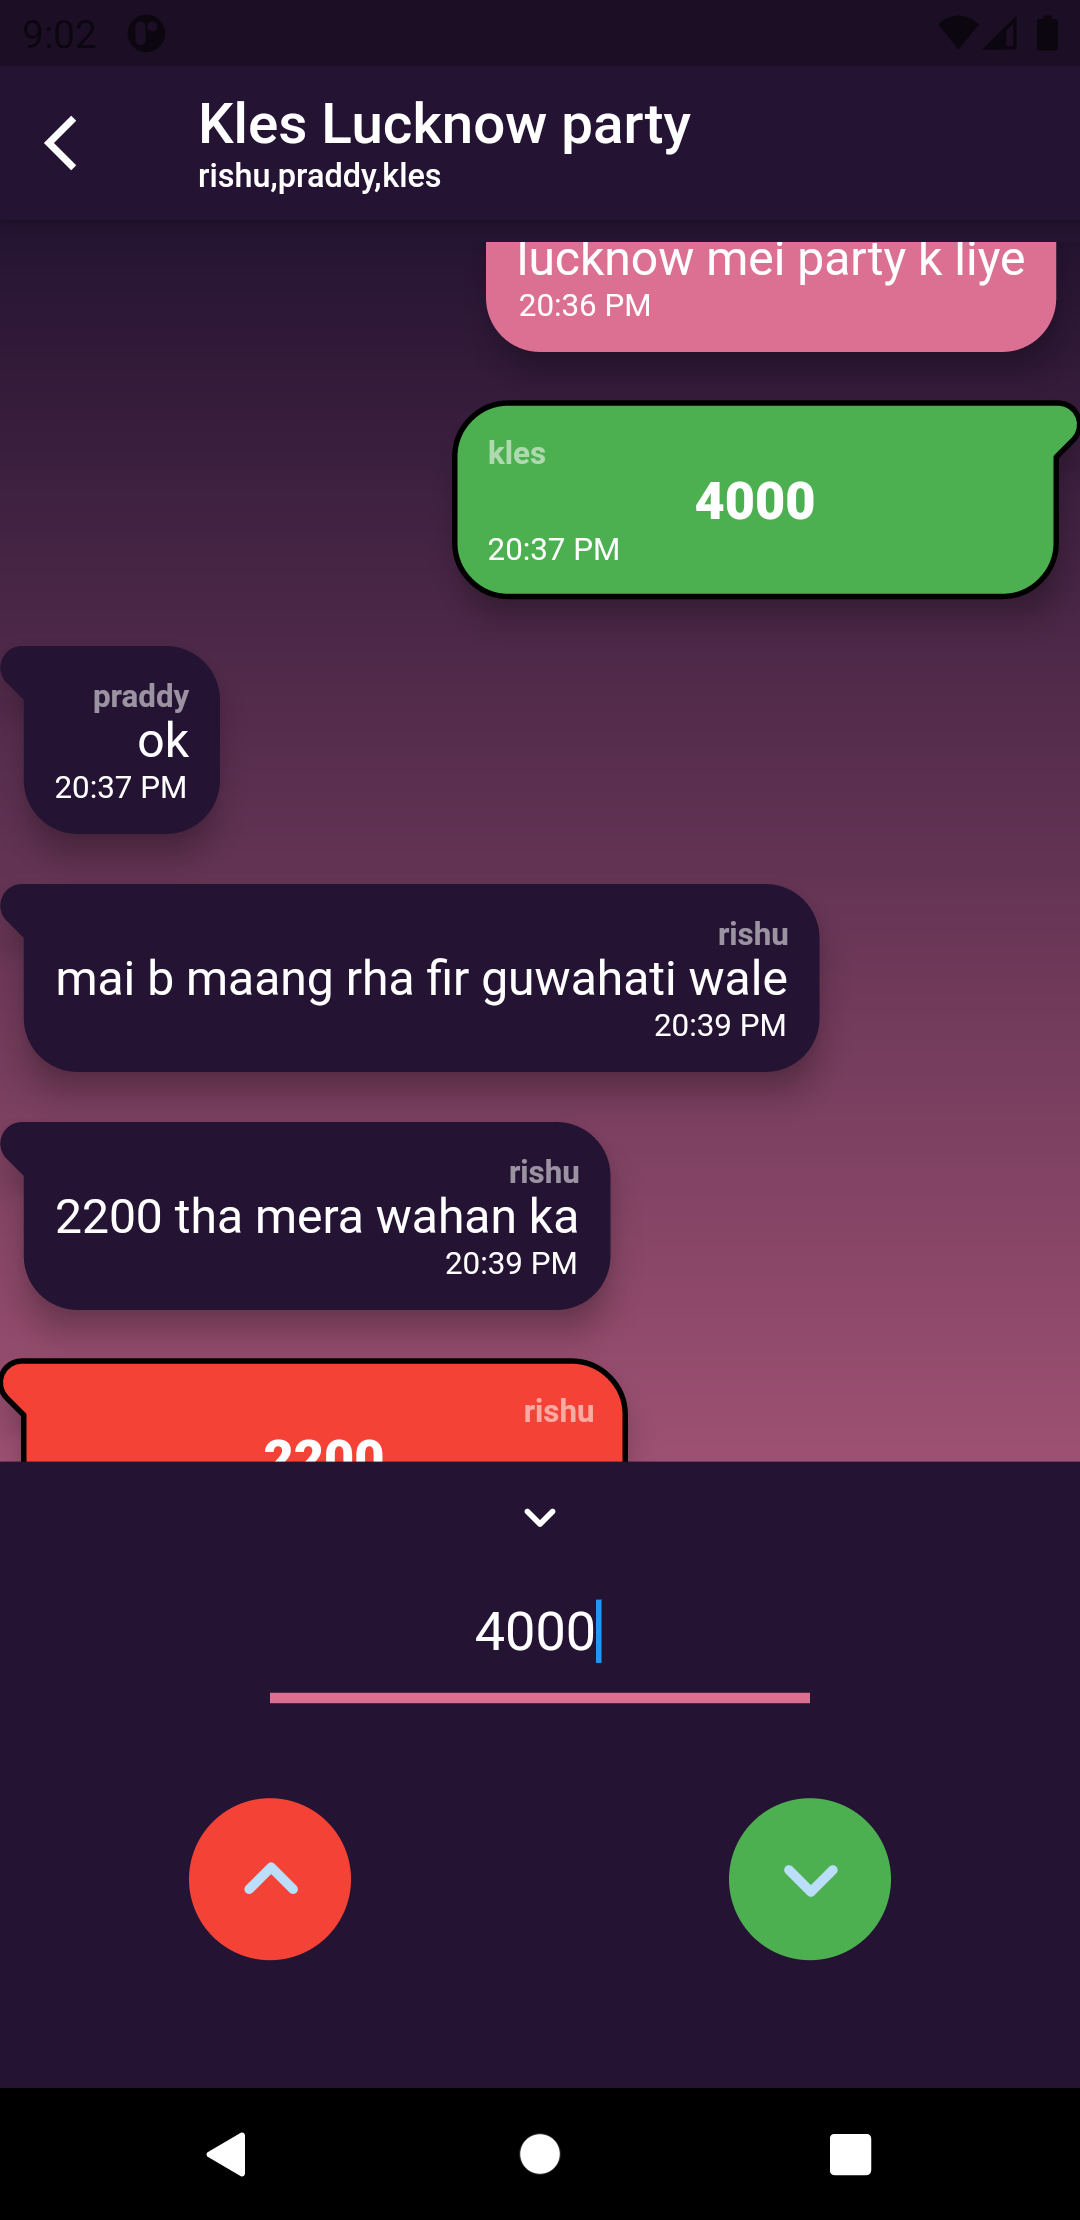 9:02
Kles Lucknow party
rishu,praddy,kles
lucknow mei party k liye
20:36 PM
kles
4000
20:37 PM
praddy
ok
20:37 PM
rishu
mai b maang rha fir guwahati wale
20:39 PM
rishu
2200 tha mera wahan ka
20:39 PM
rishu
2200
4000